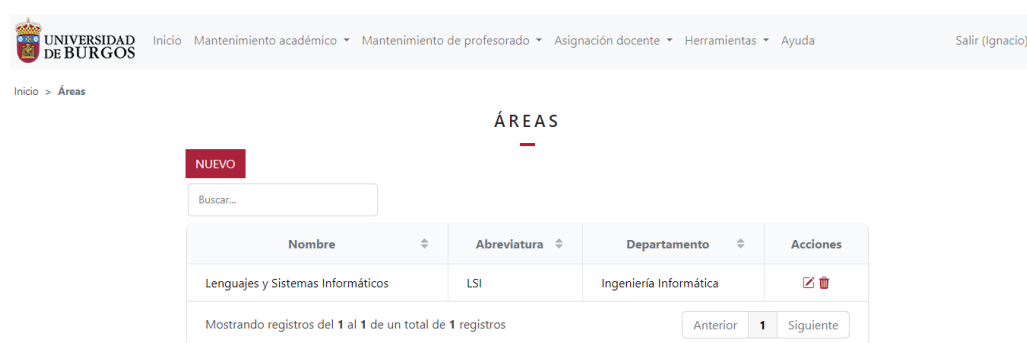 UNIVERSIDAD
DE BURGOS
Inicio Mantenimiento académico Mantenimiento de profesorado Asignación docente Herramientas Ayuda Salir (Ignacio)
Inicio > Áreas
ÁREAS
NUEVO
Buscar...
Nombre Abreviatura Departamento Acciones
Lenguajes y Sistemas Informáticos LSI Ingeniería Informática
Mostrando registros del 1 al 1 de un total de 1 registros Anterior 1 Siguiente